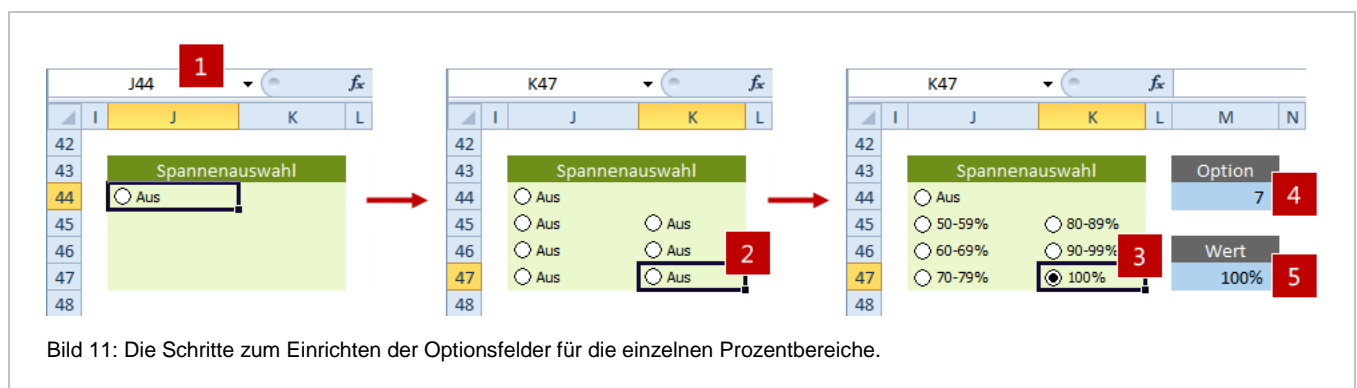 1
J44 fx K47 fx K47 fx
I J K L I J K L I J K L M N
42 42 42
43 Spannenauswahl 43 Spannenauswahl 43 Spannenauswahl Option
44 Aus 44 Aus 44 Aus 7 4
45 45 Aus Aus 45 50-59% 80-89%
46 46 Aus Aus 2 46 60-69% 90-99% 3 Wert
47 47 Aus Aus 47 70-79% 100% 100% 5
48 48 48
Bild 11: Die Schritte zum Einrichten der Optionsfelder für die einzelnen Prozentbereiche.